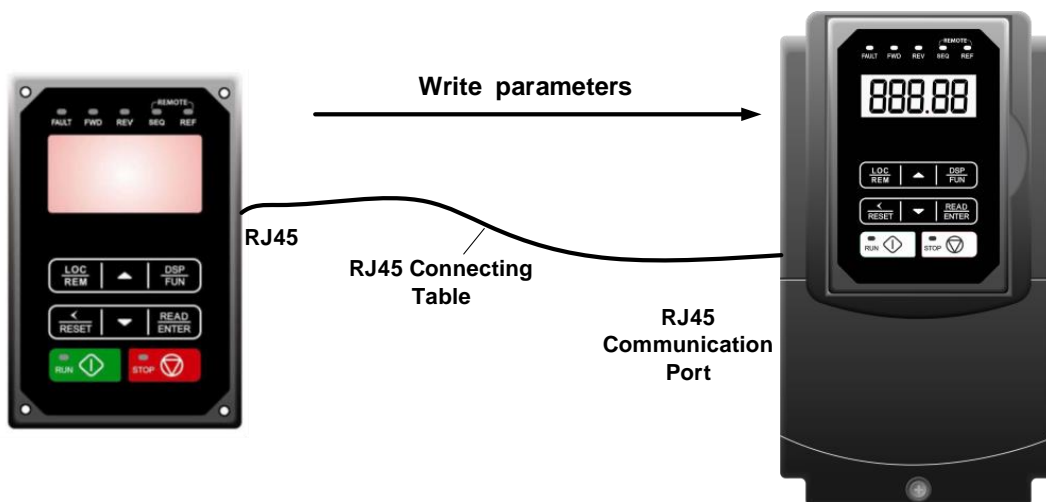 REMOTE
FAULT FWD REV SEQ REF
LOC
REM
DSP
FUN
<
RESET
READ
ENTER
RUN
STOP
Write parameters
RJ45
RJ45 Connecting
Table
RJ45
Communication
Port
REMOTE
FAULT FWD REV SEQ REF
888.88
LOC
REM
DSP
FUN
<
RESET
READ
ENTER
RUN
STOP